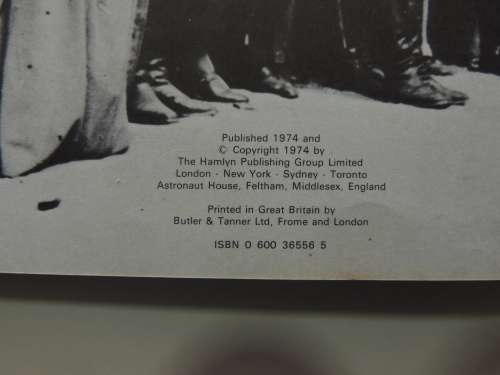 Published 1974 and
© Copyright 1974 by
The Hamlyn Publishing Group Limited
London · New York · Sydney · Toronto
Astronaut House, Feltham, Middlesex, England
Printed in Great Britain by
Butler & Tanner Ltd, Frome and London
ISBN 0 600 36556 5